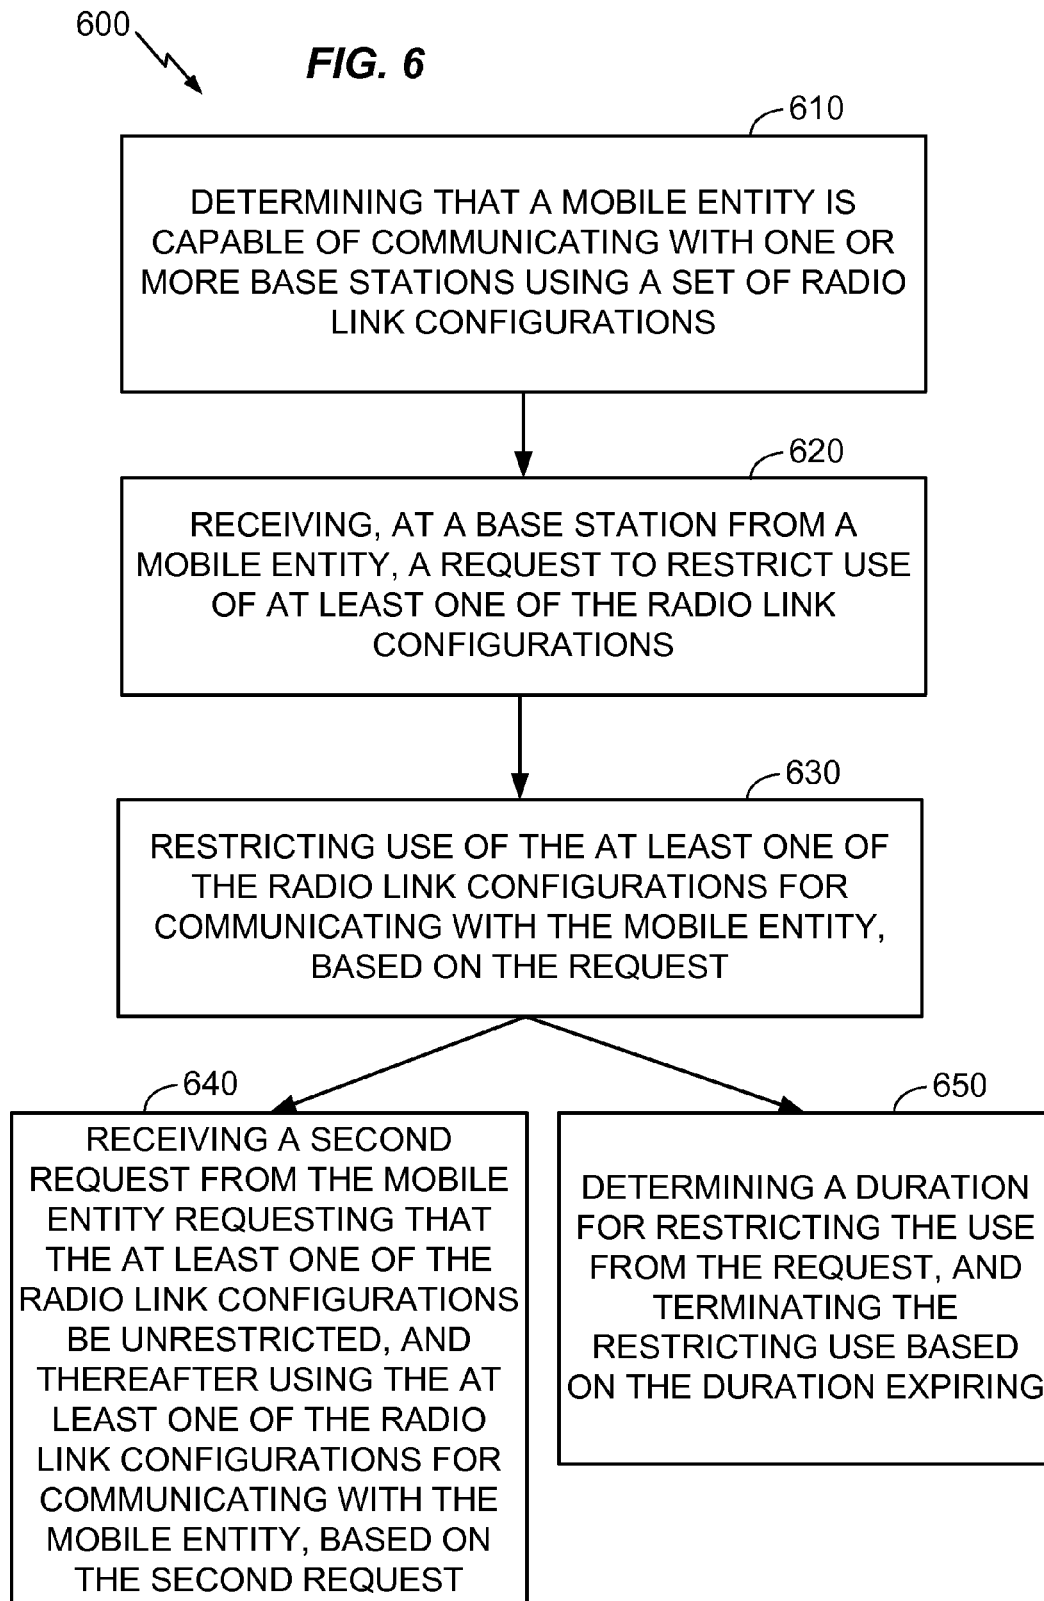 600
FIG. 6
610
DETERMINING THAT A MOBILE ENTITY IS
CAPABLE OF COMMUNICATING WITH ONE OR
MORE BASE STATIONS USING A SET OF RADIO
LINK CONFIGURATIONS
620
RECEIVING, AT A BASE STATION FROM A
MOBILE ENTITY, A REQUEST TO RESTRICT USE
OF AT LEAST ONE OF THE RADIO LINK
CONFIGURATIONS
630
RESTRICTING USE OF THE AT LEAST ONE OF
THE RADIO LINK CONFIGURATIONS FOR
COMMUNICATING WITH THE MOBILE ENTITY,
BASED ON THE REQUEST
640
RECEIVING A SECOND
REQUEST FROM THE MOBILE
ENTITY REQUESTING THAT
THE AT LEAST ONE OF THE
RADIO LINK CONFIGURATIONS
BE UNRESTRICTED, AND
THEREAFTER USING THE AT
LEAST ONE OF THE RADIO
LINK CONFIGURATIONS FOR
COMMUNICATING WITH THE
MOBILE ENTITY, BASED ON
THE SECOND REQUEST
650
DETERMINING A DURATION
FOR RESTRICTING THE USE
FROM THE REQUEST, AND
TERMINATING THE
RESTRICTING USE BASED
ON THE DURATION EXPIRING